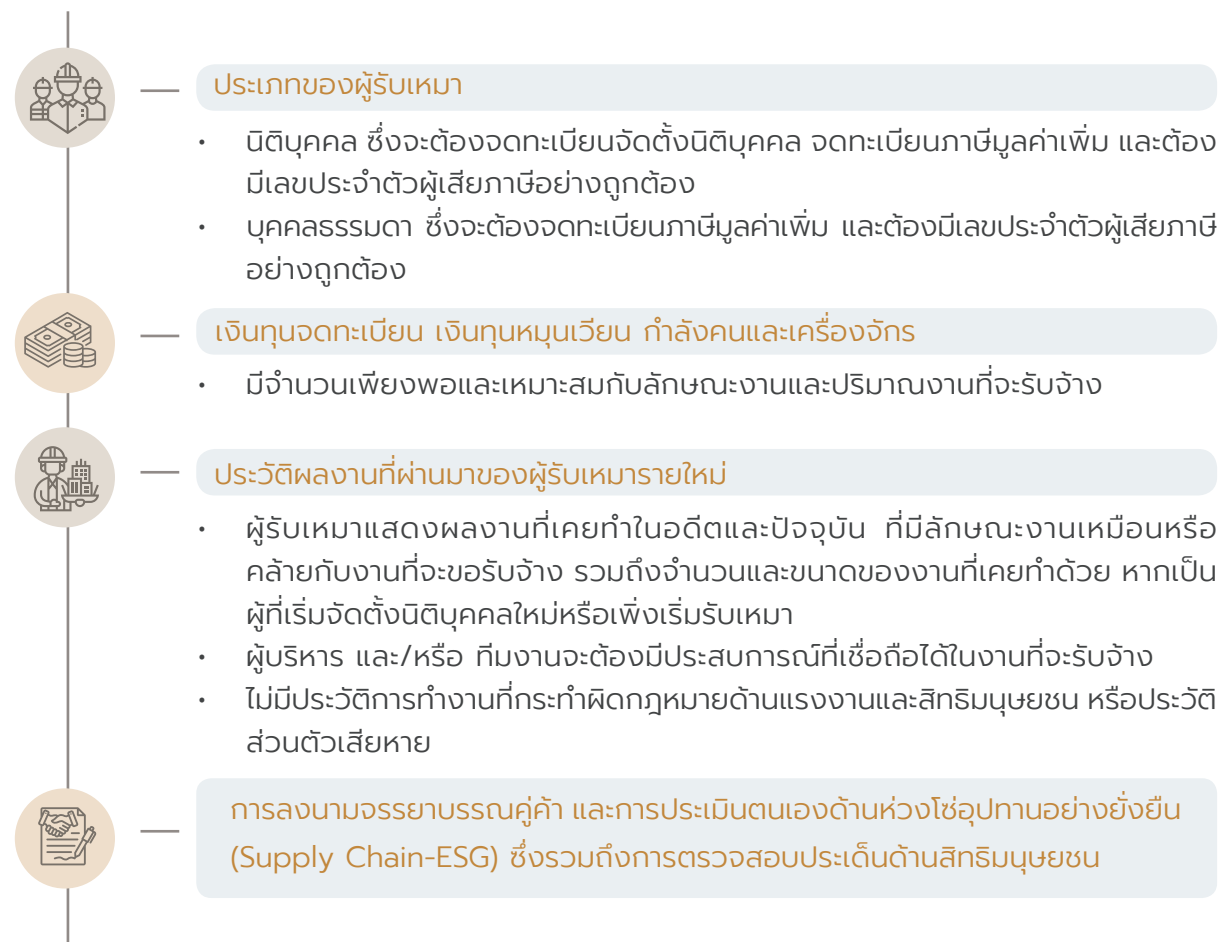 ประเภทของผู้รับเหมา
• นิติบุคคล ซึ่งจะต้องจดทะเบียนจัดตั้งนิติบุคคล จดทะเบียนภาษีมูลค่าเพิ่ม และต้อง
มีเลขประจำตัวผู้เสียภาษีอย่างถูกต้อง
• บุคคลธรรมดา ซึ่งจะต้องจดทะเบียนภาษีมูลค่าเพิ่ม และต้องมีเลขประจำตัวผู้เสียภาษี
อย่างถูกต้อง
เงินทุนจดทะเบียน เงินทุนหมุนเวียน กำลังคนและเครื่องจักร
• มีจำนวนเพียงพอและเหมาะสมกับลักษณะงานและปริมาณงานที่จะรับจ้าง
ประวัติผลงานที่ผ่านมาของผู้รับเหมารายใหม่
• ผู้รับเหมาแสดงผลงานที่เคยทำในอดีตและปัจจุบัน ที่มีลักษณะงานเหมือนหรือ
คล้ายกับงานที่จะขอรับจ้าง รวมถึงจำนวนและขนาดของงานที่เคยทำด้วย หากเป็น
ผู้ที่เริ่มจัดตั้งนิติบุคคลใหม่หรือเพิ่งเริ่มรับเหมา
• ผู้บริหาร และ/หรือ ทีมงานจะต้องมีประสบการณ์ที่เชื่อถือได้ในงานที่จะรับจ้าง
• ไม่มีประวัติการทำงานที่กระทำผิดกฎหมายด้านแรงงานและสิทธิมนุษยชน หรือประวัติ
ส่วนตัวเสียหาย
การลงนามจรรยาบรรณคู่ค้า และการประเมินตนเองด้านห่วงโซ่อุปทานอย่างยั่งยืน
(Supply Chain-ESG) ซึ่งรวมถึงการตรวจสอบประเด็นด้านสิทธิมนุษยชน